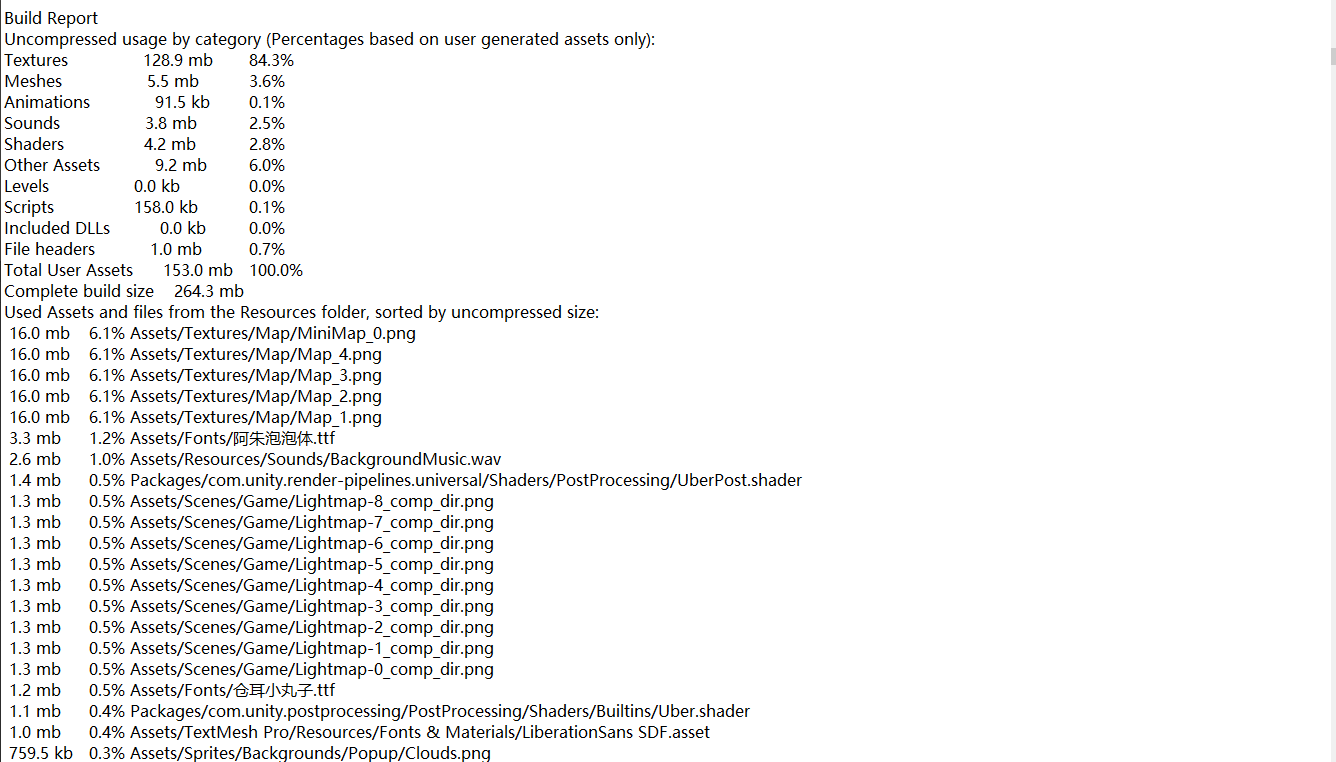 Build Report
Uncompressed usage by category (Percentages based on user generated assets only):
Textures 128.9 mb 84.3%
Meshes 5.5 mb 3.6%
Animations 91.5 kb 0.1%
Sounds 3.8 mb 2.5%
Shaders 4.2 mb 2.8%
Other Assets 9.2 mb 6.0%
Levels 0.0 kb 0.0%
Scripts 158.0 kb 0.1%
Included DLLs 0.0 kb 0.0%
File headers 1.0 mb 0.7%
Total User Assets 153.0 mb 100.0%
Complete build size 264.3 mb
Used Assets and files from the Resources folder, sorted by uncompressed size:
16.0 mb 6.1% Assets/Textures/Map/MiniMap_0.png
16.0 mb 6.1% Assets/Textures/Map/Map_4.png
16.0 mb 6.1% Assets/Textures/Map/Map_3.png
16.0 mb 6.1% Assets/Textures/Map/Map_2.png
16.0 mb 6.1% Assets/Textures/Map/Map_1.png
3.3 mb 1.2% Assets/Fonts/阿朱泡泡体.ttf
2.6 mb 1.0% Assets/Resources/Sounds/BackgroundMusic.wav
1.4 mb 0.5% Packages/com.unity.render-pipelines.universal/Shaders/PostProcessing/UberPost.shader
1.3 mb 0.5% Assets/Scenes/Game/Lightmap-8_comp_dir.png
1.3 mb 0.5% Assets/Scenes/Game/Lightmap-7_comp_dir.png
1.3 mb 0.5% Assets/Scenes/Game/Lightmap-6_comp_dir.png
1.3 mb 0.5% Assets/Scenes/Game/Lightmap-5_comp_dir.png
1.3 mb 0.5% Assets/Scenes/Game/Lightmap-4_comp_dir.png
1.3 mb 0.5% Assets/Scenes/Game/Lightmap-3_comp_dir.png
1.3 mb 0.5% Assets/Scenes/Game/Lightmap-2_comp_dir.png
1.3 mb 0.5% Assets/Scenes/Game/Lightmap-1_comp_dir.png
1.3 mb 0.5% Assets/Scenes/Game/Lightmap-0_comp_dir.png
1.2 mb 0.5% Assets/Fonts/仓耳小丸子.ttf
1.1 mb 0.4% Packages/com.unity.postprocessing/PostProcessing/Shaders/Builtins/Uber.shader
1.0 mb 0.4% Assets/TextMesh Pro/Resources/Fonts & Materials/LiberationSans SDF.asset
759.5 kb 0.3% Assets/Sprites/Backgrounds/Popup/Clouds.png